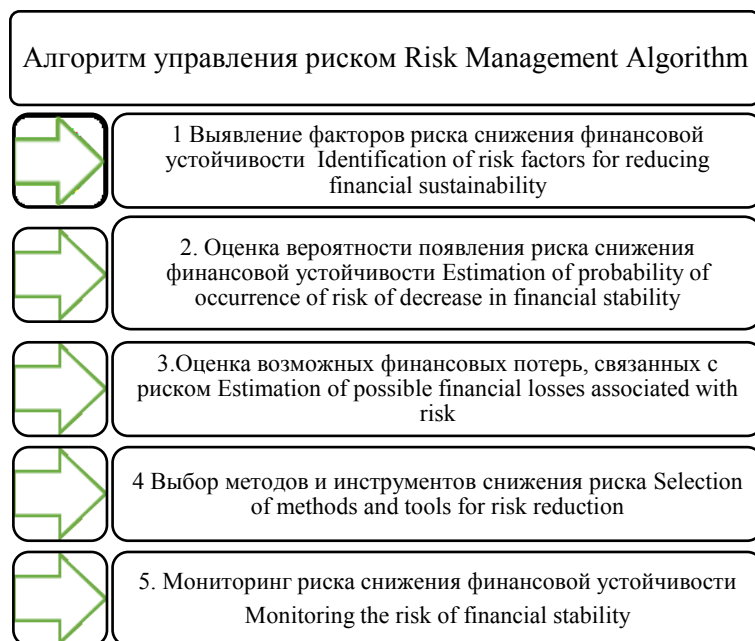 Алгоритм управления риском Risk Management Algorithm
1 Выявление факторов риска снижения финансовой
устойчивости Identification of risk factors for reducing
financial sustainability
2. Оценка вероятности появления риска снижения
финансовой устойчивости Estimation of probability of
occurrence of risk of decrease in financial stability
3.Оценка возможных финансовых потерь, связанных с
риском Estimation of possible financial losses associated with
risk
4 Выбор методов и инструментов снижения риска Selection
of methods and tools for risk reduction
5. Мониторинг риска снижения финансовой устойчивости
Monitoring the risk of financial stability